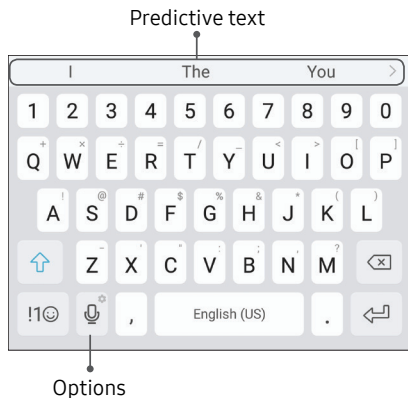 Predictive text
I The You >
1 2 3 4 5 6 7 8 9 0
+ × ÷ = / _ < > [ ]
Q W E R T Y U I O P
! @ # $ % & * ( )
A S D F G H J K L
- ' " : ; , ?
Z X C V B N M
!1☺ , English (US) .
Options